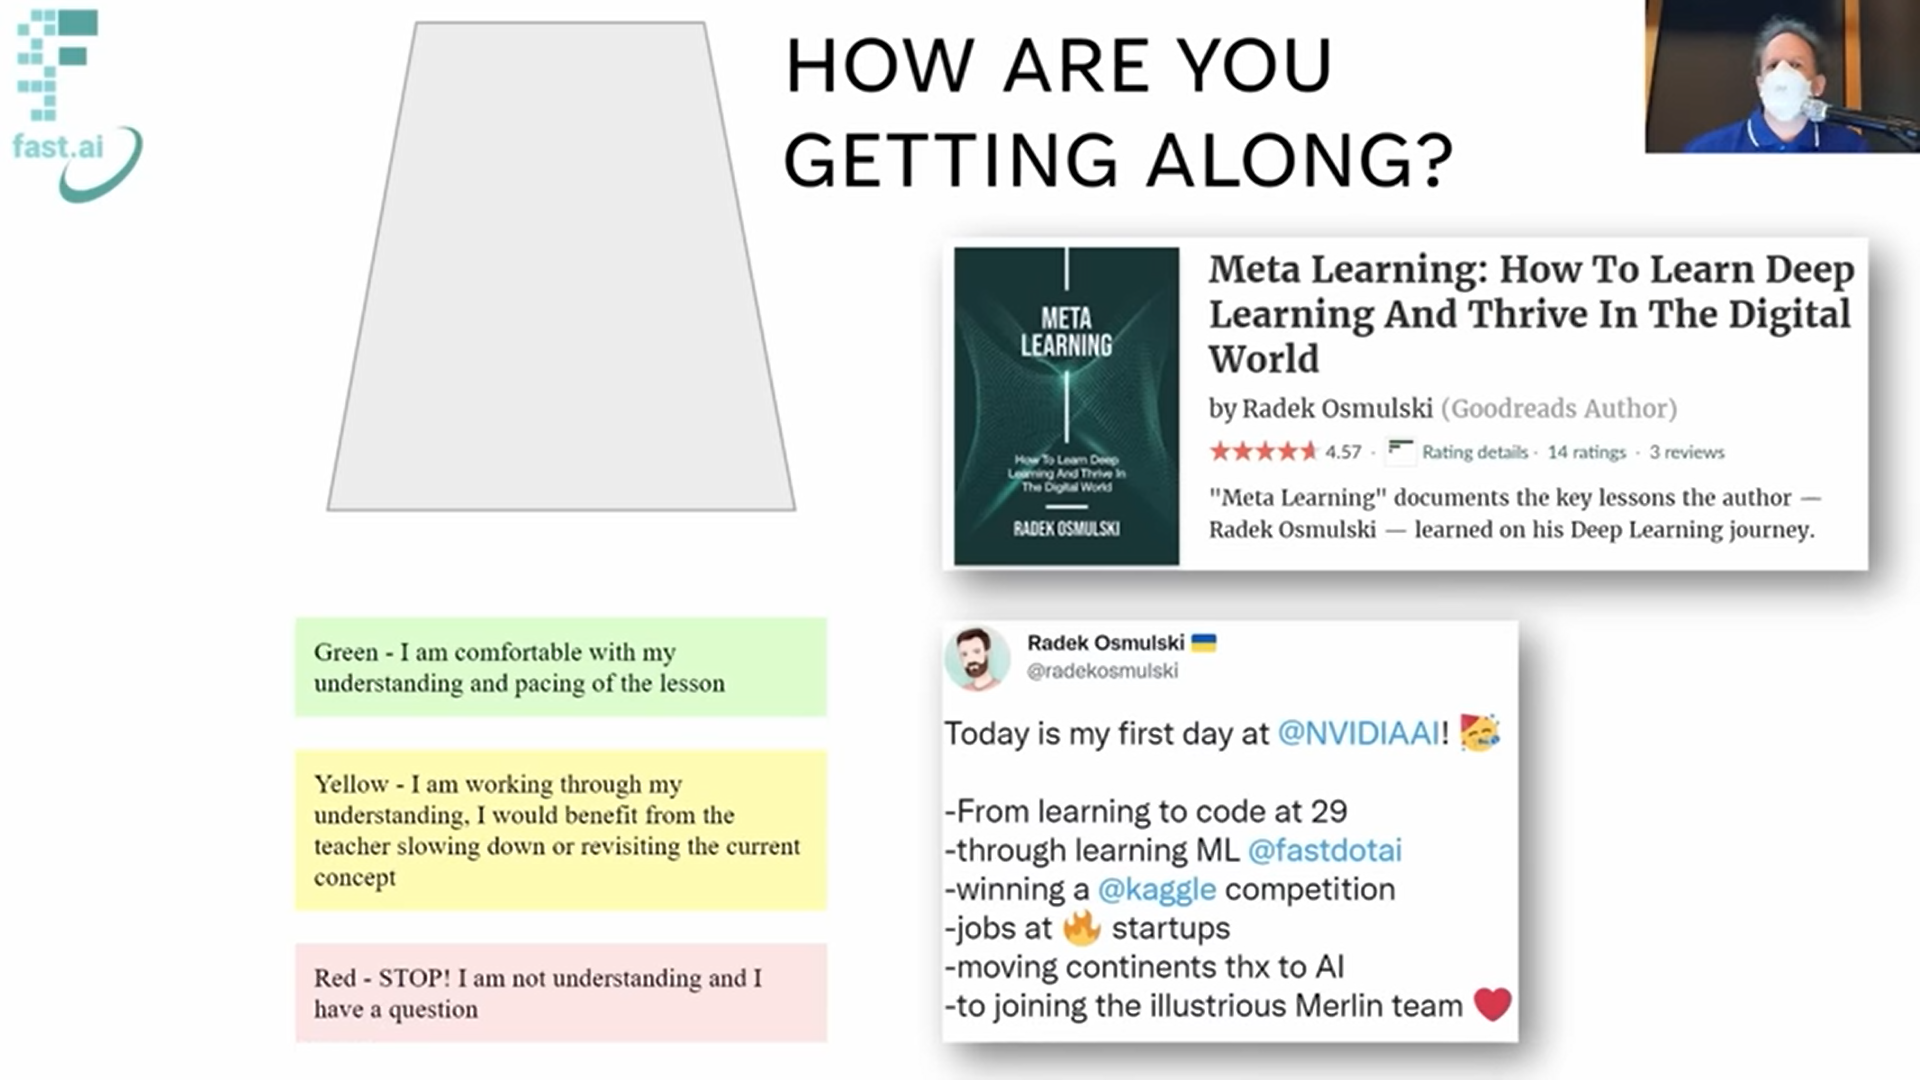 fast.ai
HOW ARE YOU
GETTING ALONG?
META
LEARNING
How To Learn Deep
Learning And Thrive In
The Digital World
RADEK OSMULSKI
Meta Learning: How To Learn Deep
Learning And Thrive In The Digital
World
by Radek Osmulski (Goodreads Author)
4.57 · Rating details · 14 ratings · 3 reviews
"Meta Learning" documents the key lessons the author —
Radek Osmulski — learned on his Deep Learning journey.
Green - I am comfortable with my
understanding and pacing of the lesson
Yellow - I am working through my
understanding, I would benefit from the
teacher slowing down or revisiting the current
concept
Red - STOP! I am not understanding and I
have a question
Radek Osmulski 🇺🇦
@radekosmulski
Today is my first day at @NVIDIAAI! 🥳
-From learning to code at 29
-through learning ML @fastdotai
-winning a @kaggle competition
-jobs at 🔥 startups
-moving continents thx to AI
-to joining the illustrious Merlin team ❤️